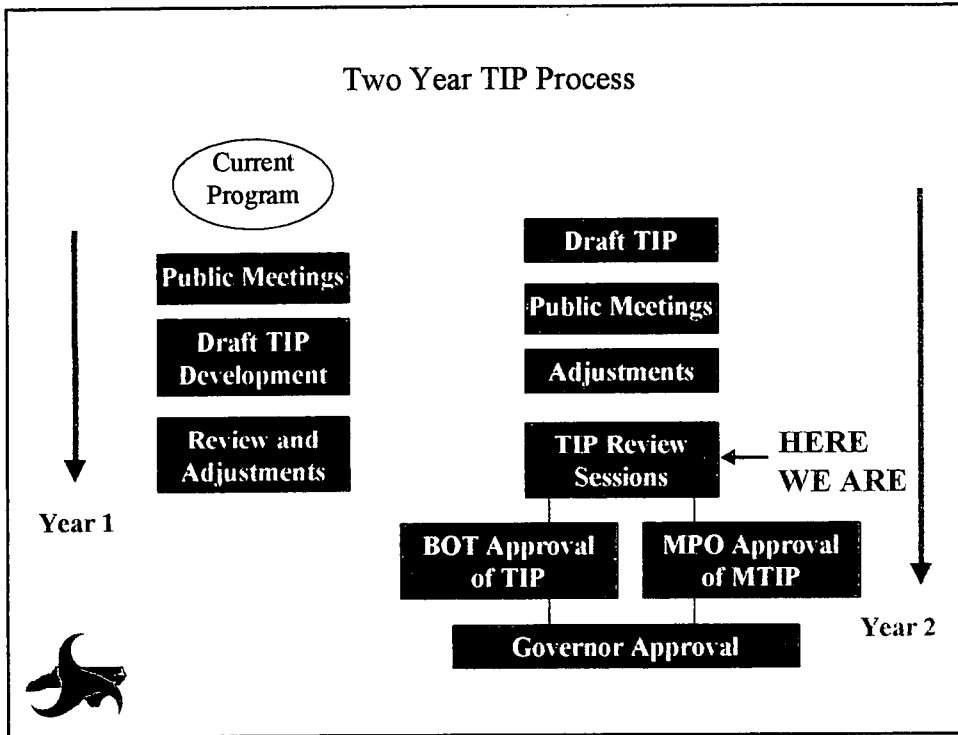 Two Year TIP Process
Current
Program
Public Meetings
Draft TIP
Development
Review and
Adjustments
Year 1
Draft TIP
Public Meetings
Adjustments
TIP Review
Sessions
HERE
WE ARE
BOT Approval
of TIP
MPO Approval
of MTIP
Governor Approval
Year 2